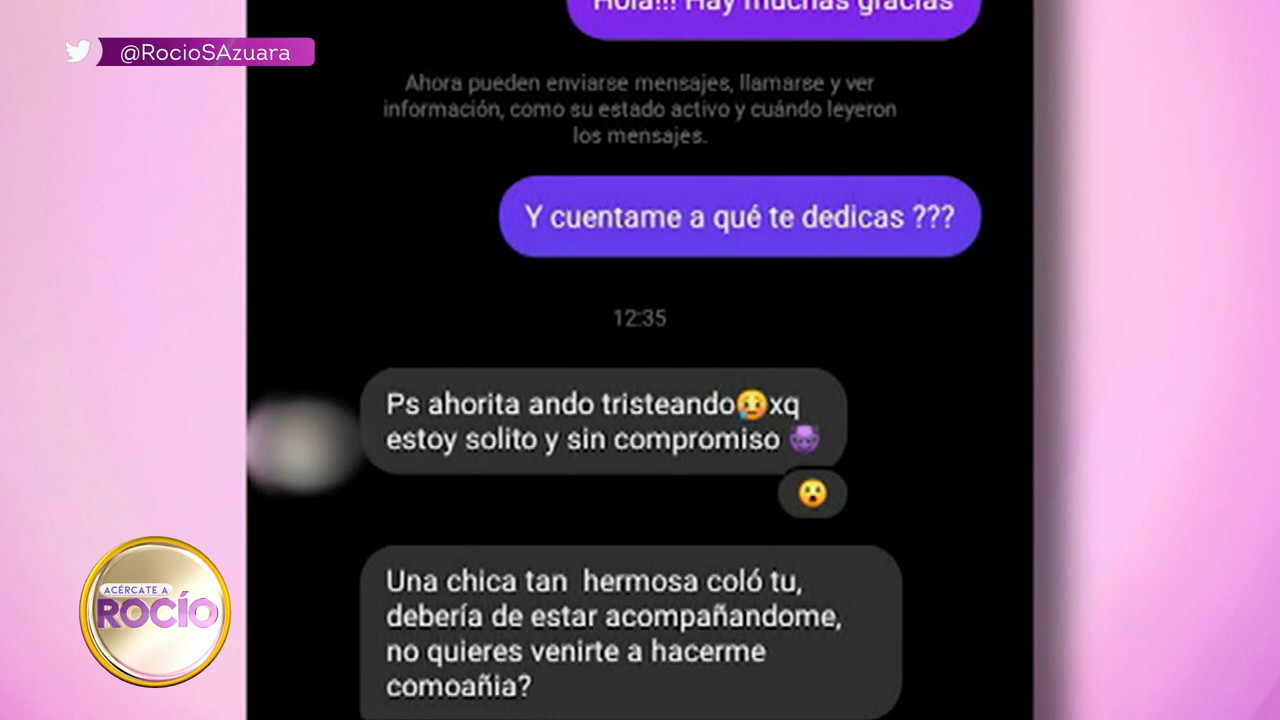 Hola!!! Hay muchas gracias
@RocioSAzuara
Ahora pueden enviarse mensajes, llamarse y ver
información, como su estado activo y cuándo leyeron
los mensajes.
Y cuentame a qué te dedicas ???
12:35
Ps ahorita ando tristeando😢xq
estoy solito y sin compromiso 😈
😮
Una chica tan hermosa coló tu,
debería de estar acompañandome,
no quieres venirte a hacerme
comoañia?
ACÉRCATE A
ROCÍO